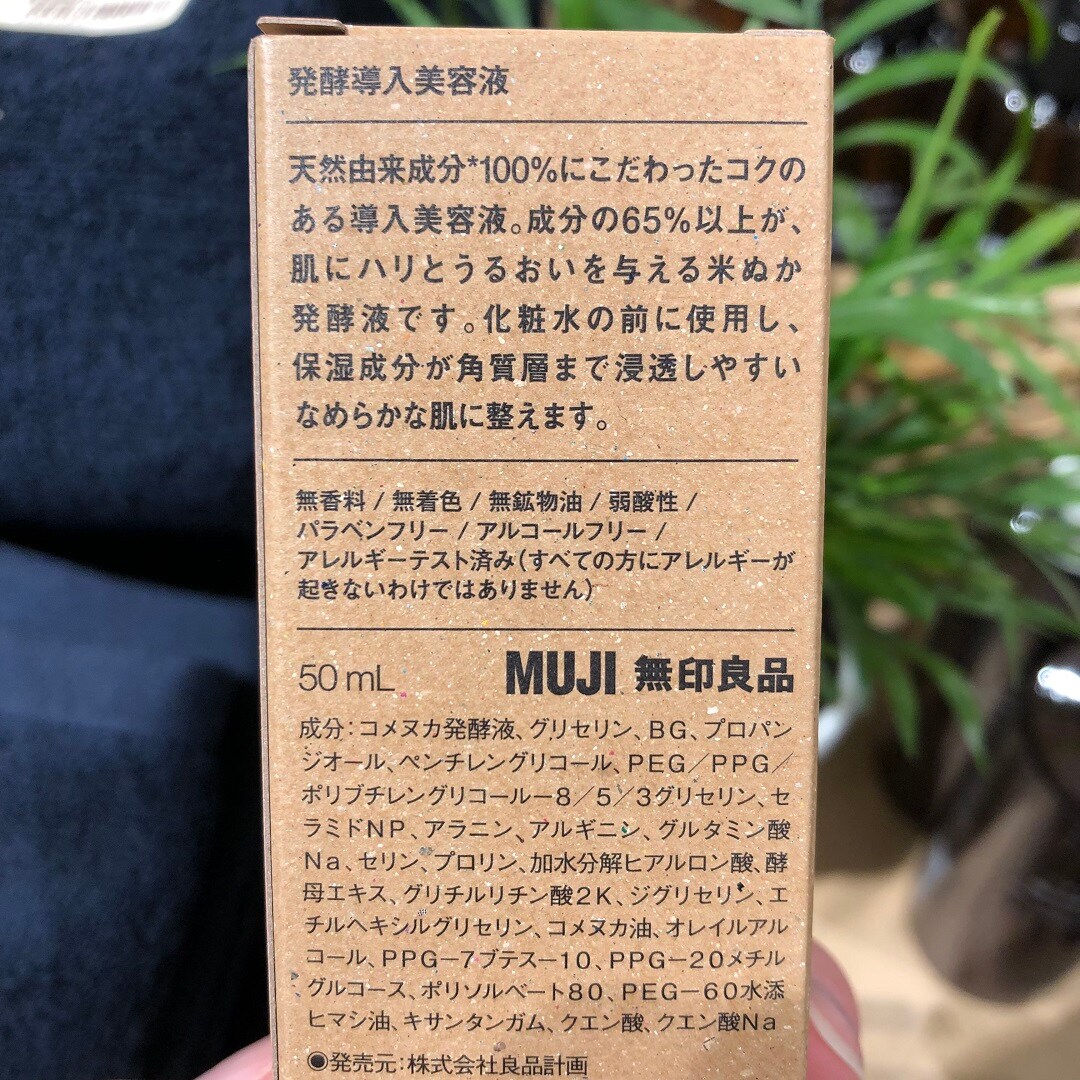 発酵導入美容液
天然由来成分*100%にこだわったコクの
ある導入美容液。成分の65%以上が、
肌にハリとうるおいを与える米ぬか
発酵液です。化粧水の前に使用し、
保湿成分が角質層まで浸透しやすい
なめらかな肌に整えます。
無香料 / 無着色 / 無鉱物油 / 弱酸性 /
パラベンフリー / アルコールフリー /
アレルギーテスト済み(すべての方にアレルギーが
起きないわけではありません)
50 mL MUJI 無印良品
成分:コメヌカ発酵液、グリセリン、BG、プロパン
ジオール、ペンチレングリコール、PEG/PPG/
ポリブチレングリコール-8/5/3グリセリン、セ
ラミドNP、アラニン、アルギニン、グルタミン酸
Na、セリン、プロリン、加水分解ヒアルロン酸、酵
母エキス、グリチルリチン酸2K、ジグリセリン、エ
チルヘキシルグリセリン、コメヌカ油、オレイルアル
コール、PPG-7ブテス-10、PPG-20メチル
グルコース、ポリソルベート80、PEG-60水添
ヒマシ油、キサンタンガム、クエン酸、クエン酸Na
◉発売元:株式会社良品計画